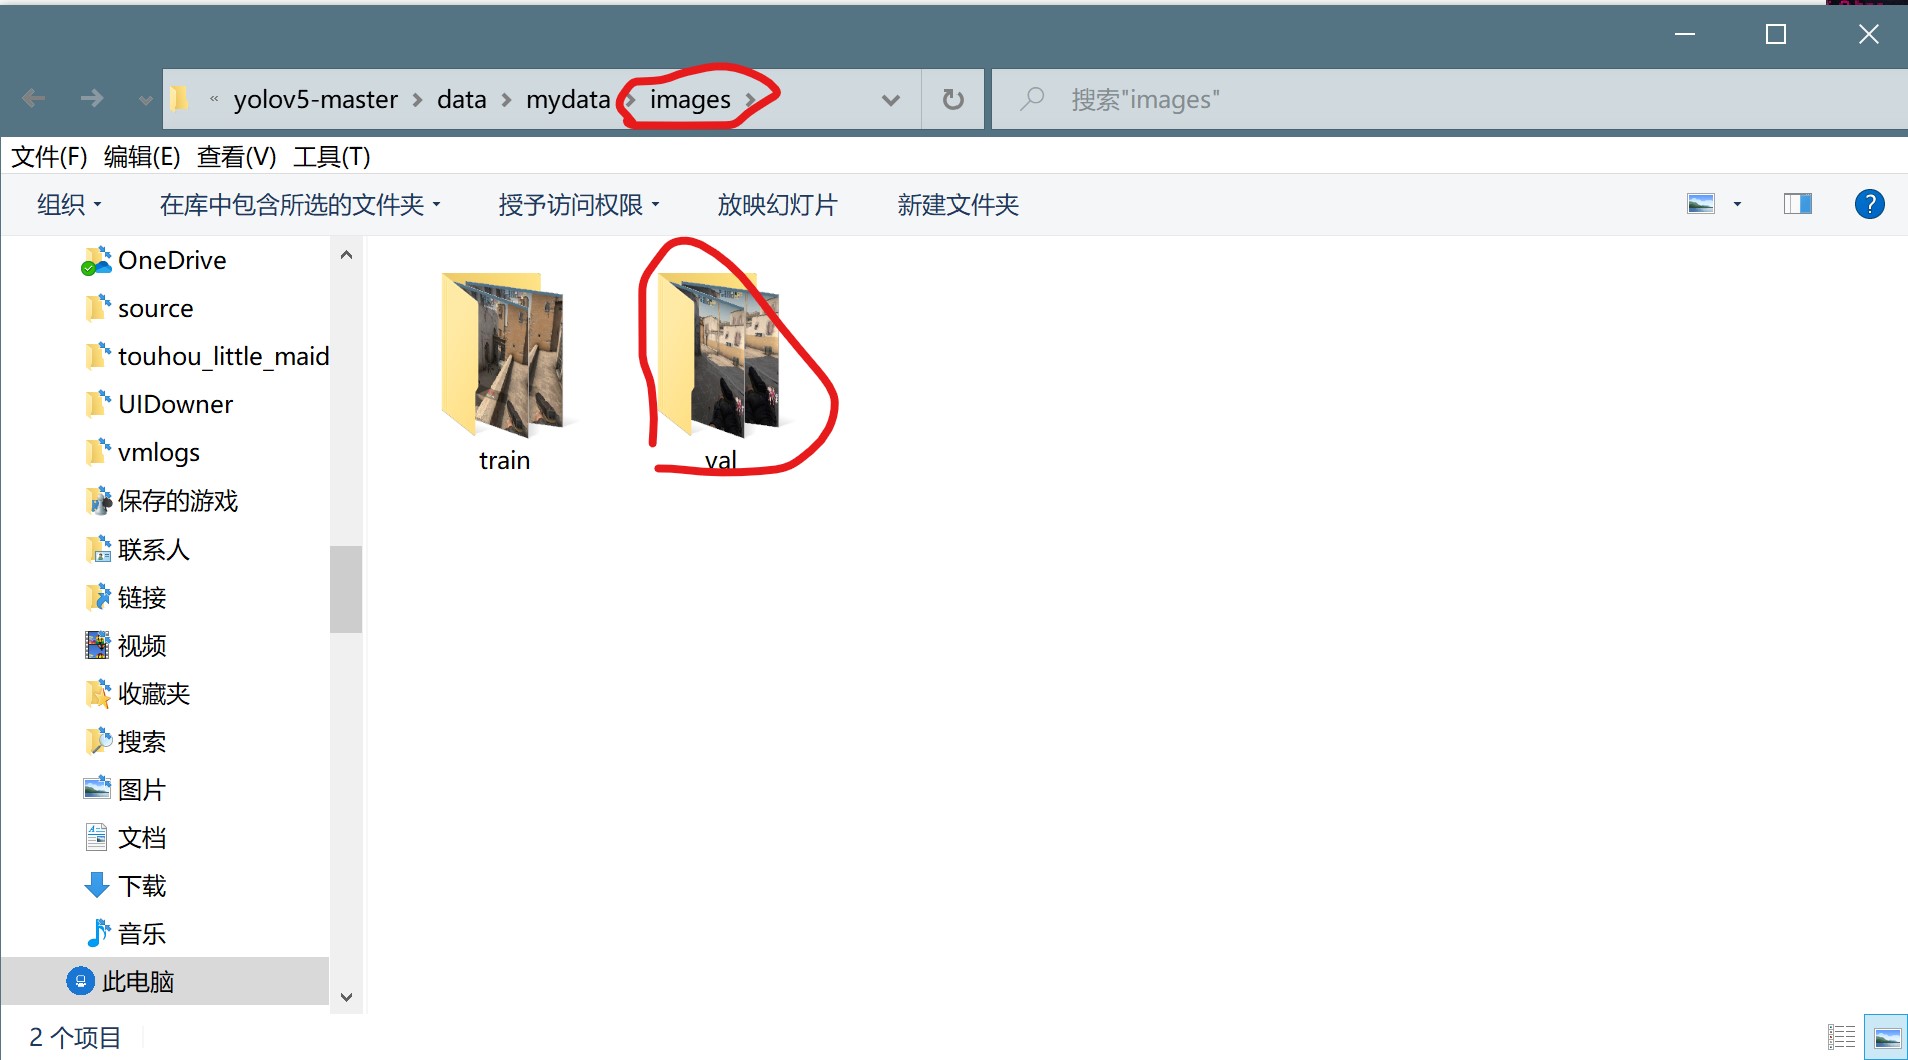 « yolov5-master > data > mydata > images >
搜索"images"
文件(F) 编辑(E) 查看(V) 工具(T)
组织 在库中包含所选的文件夹 授予访问权限 放映幻灯片 新建文件夹
OneDrive
source
touhou_little_maid
UIDowner
vmlogs
保存的游戏
联系人
链接
视频
收藏夹
搜索
图片
文档
下载
音乐
此电脑
train
val
2 个项目